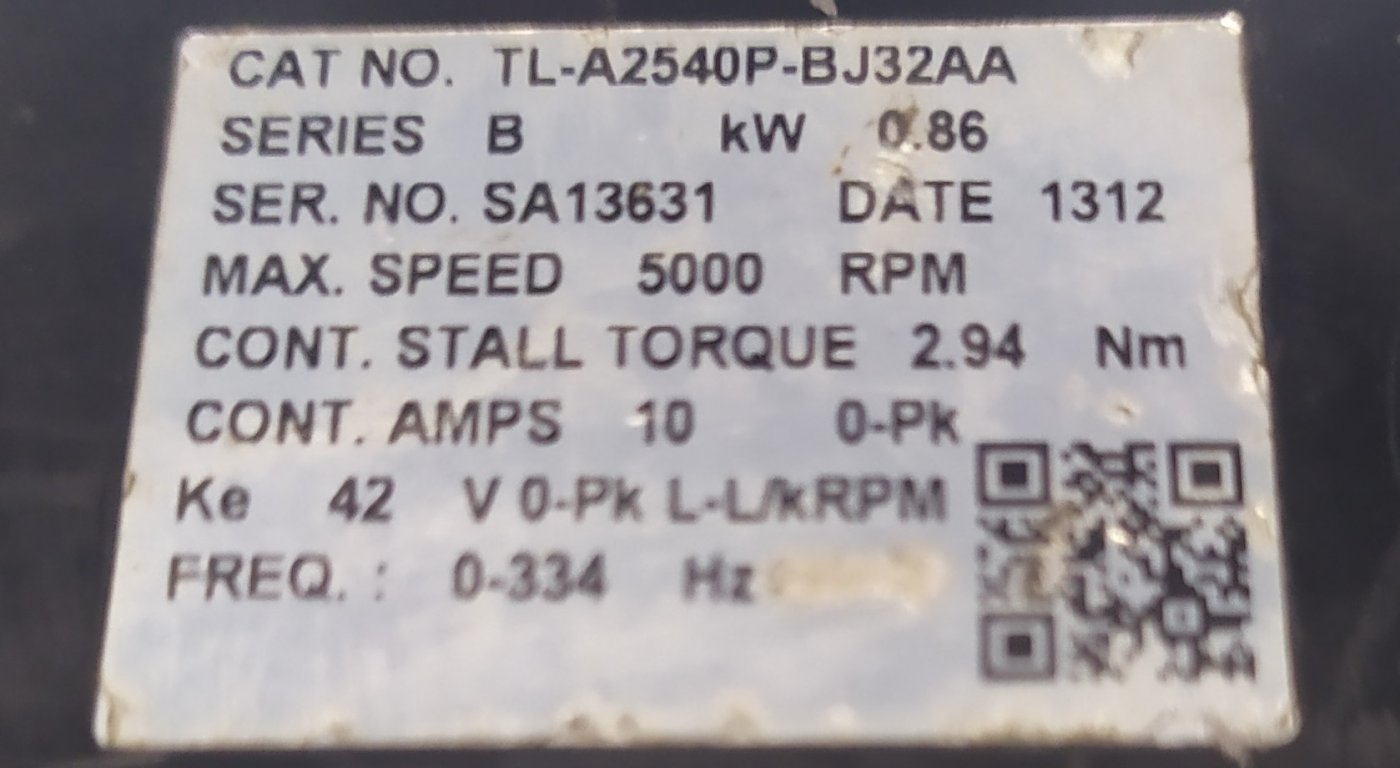 CAT NO. TL-A2540P-BJ32AA
SERIES B kW 0.86
SER. NO. SA13631 DATE 1312
MAX. SPEED 5000 RPM
CONT. STALL TORQUE 2.94 Nm
CONT. AMPS 10 0-Pk
Ke 42 V 0-Pk L-L/kRPM
FREQ. : 0-334 Hz